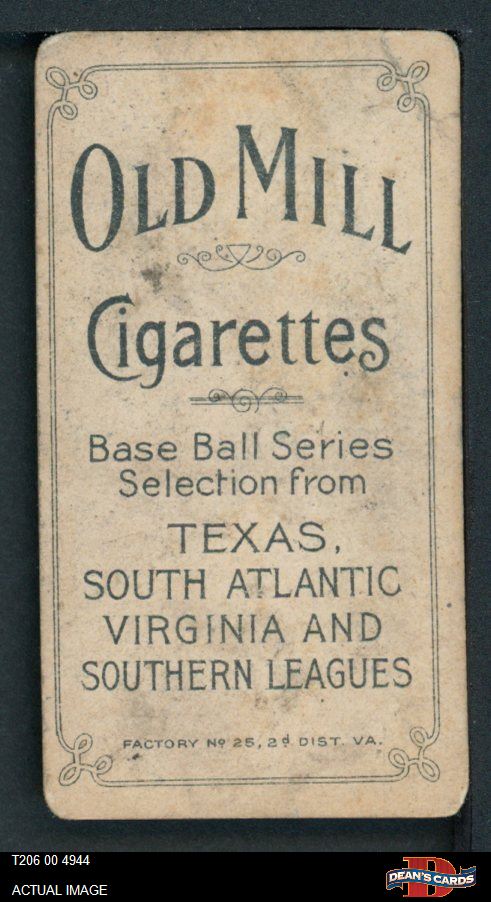 OLD MILL
Cigarettes
Base Ball Series
Selection from
TEXAS,
SOUTH ATLANTIC
VIRGINIA AND
SOUTHERN LEAGUES
FACTORY Nº 25, 2d DIST. VA.
T206 00 4944
ACTUAL IMAGE
DEAN'S CARDS